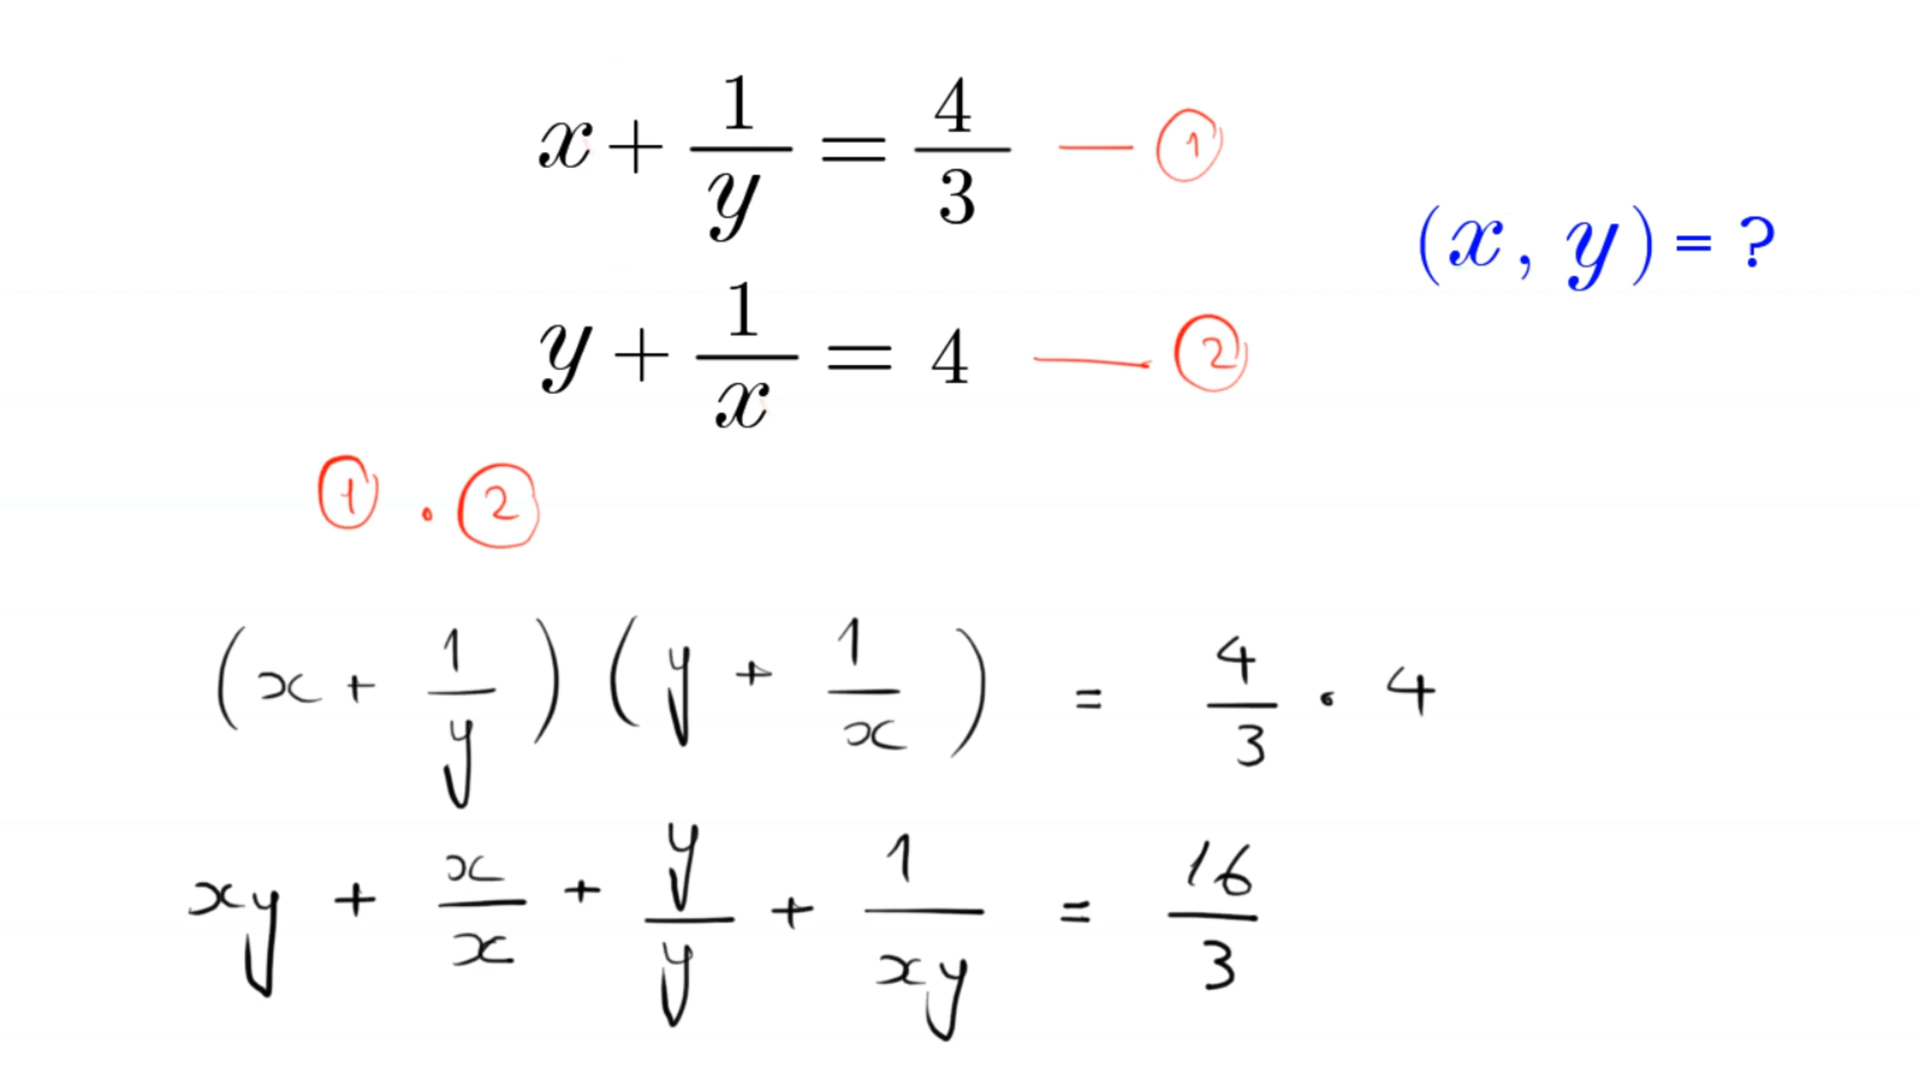 x + 1/y = 4/3 — ①
(x, y) = ?
y + 1/x = 4 — ②
① . ②
(x + 1/y) (y + 1/x) = 4/3 · 4
xy + x/x + y/y + 1/xy = 16/3